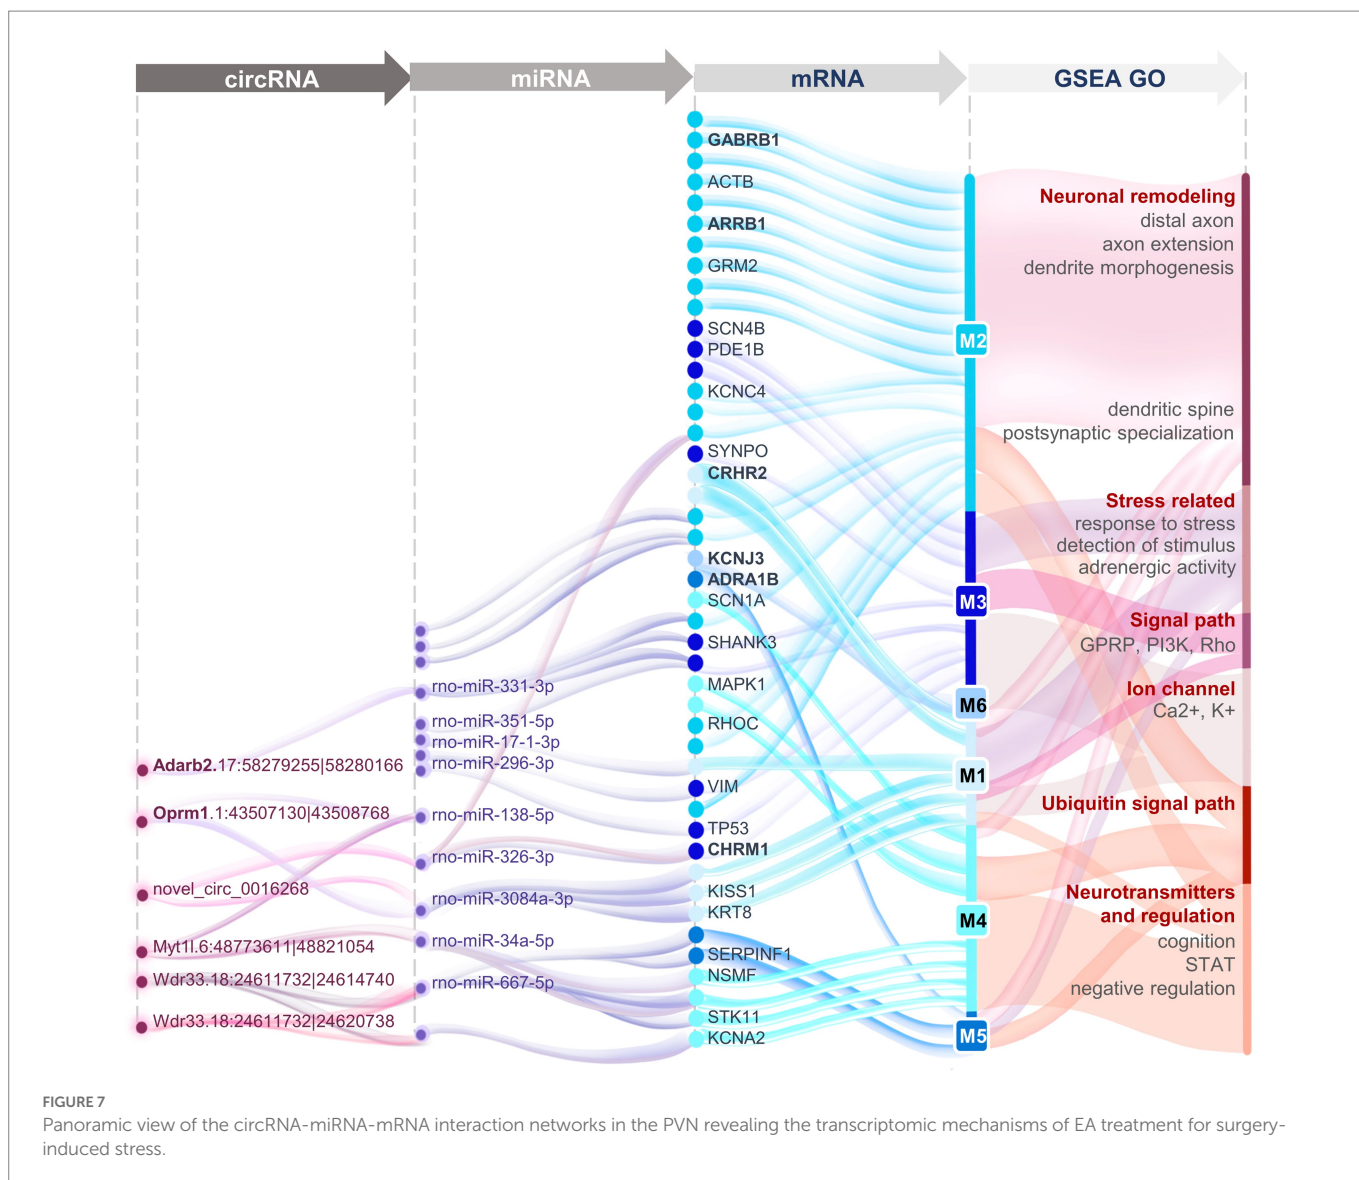 circRNA
miRNA
mRNA
GSEA GO
Adarb2.17:58279255|58280166
Oprm1.1:43507130|43508768
novel_circ_0016268
Myt1l.6:48773611|48821054
Wdr33.18:24611732|24614740
Wdr33.18:24611732|24620738
rno-miR-331-3p
rno-miR-351-5p
rno-miR-17-1-3p
rno-miR-296-3p
rno-miR-138-5p
rno-miR-326-3p
rno-miR-3084a-3p
rno-miR-34a-5p
rno-miR-667-5p
GABRB1
ACTB
ARRB1
GRM2
SCN4B
PDE1B
KCNC4
SYNPO
CRHR2
KCNJ3
ADRA1B
SCN1A
SHANK3
MAPK1
RHOC
VIM
TP53
CHRM1
KISS1
KRT8
SERPINF1
NSMF
STK11
KCNA2
M2
M3
M6
M1
M4
M5
Neuronal remodeling
distal axon
axon extension
dendrite morphogenesis
dendritic spine
postsynaptic specialization
Stress related
response to stress
detection of stimulus
adrenergic activity
Signal path
GPRP, PI3K, Rho
Ion channel
Ca2+, K+
Ubiquitin signal path
Neurotransmitters
and regulation
cognition
STAT
negative regulation
FIGURE 7
Panoramic view of the circRNA-miRNA-mRNA interaction networks in the PVN revealing the transcriptomic mechanisms of EA treatment for surgery-
induced stress.